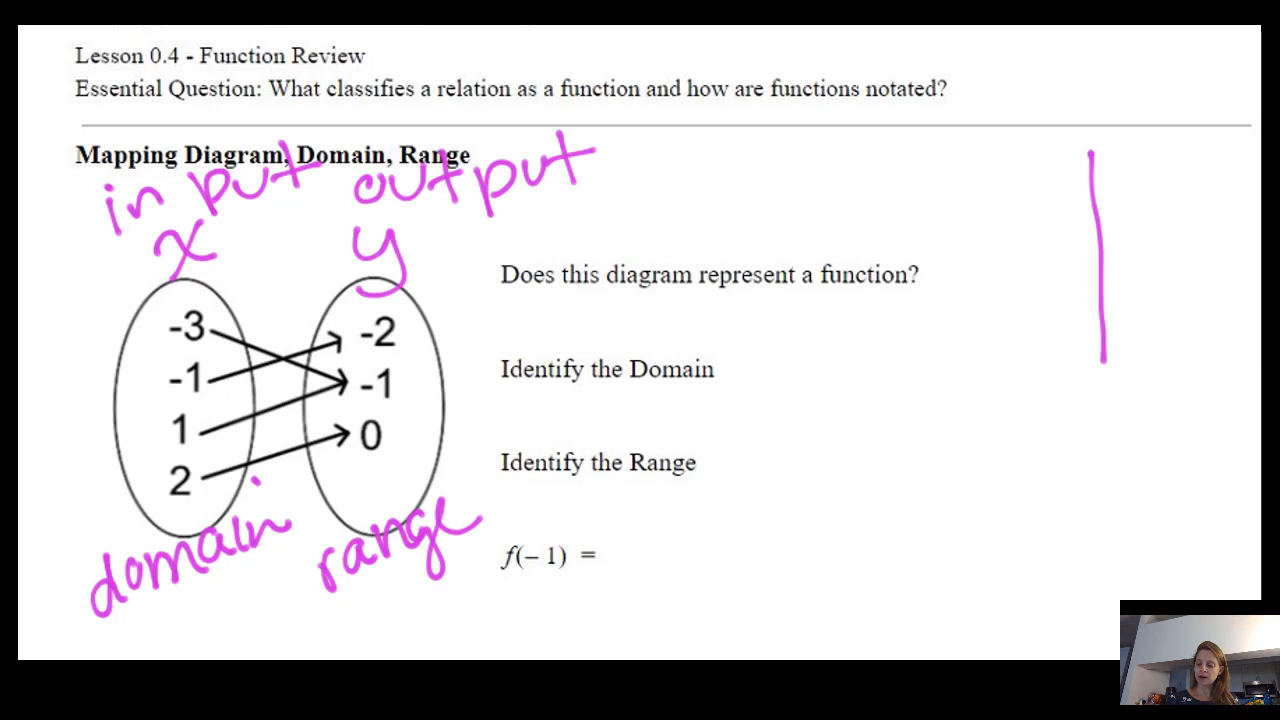 Lesson 0.4 - Function Review
Essential Question: What classifies a relation as a function and how are functions notated?
Mapping Diagram, Domain, Range
input output
x y
Does this diagram represent a function?
-3 -2
-1 -1
1 0
2
Identify the Domain
Identify the Range
domain range
f(– 1) =